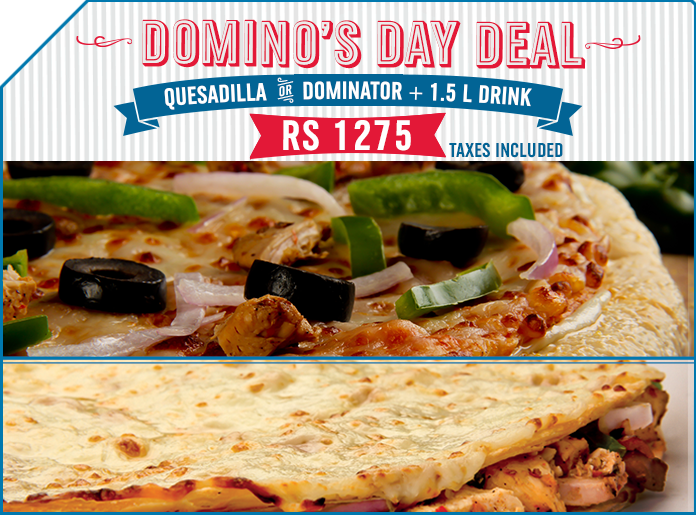 DOMINO'S DAY DEAL
QUESADILLA OR DOMINATOR + 1.5 L DRINK
RS 1275
TAXES INCLUDED